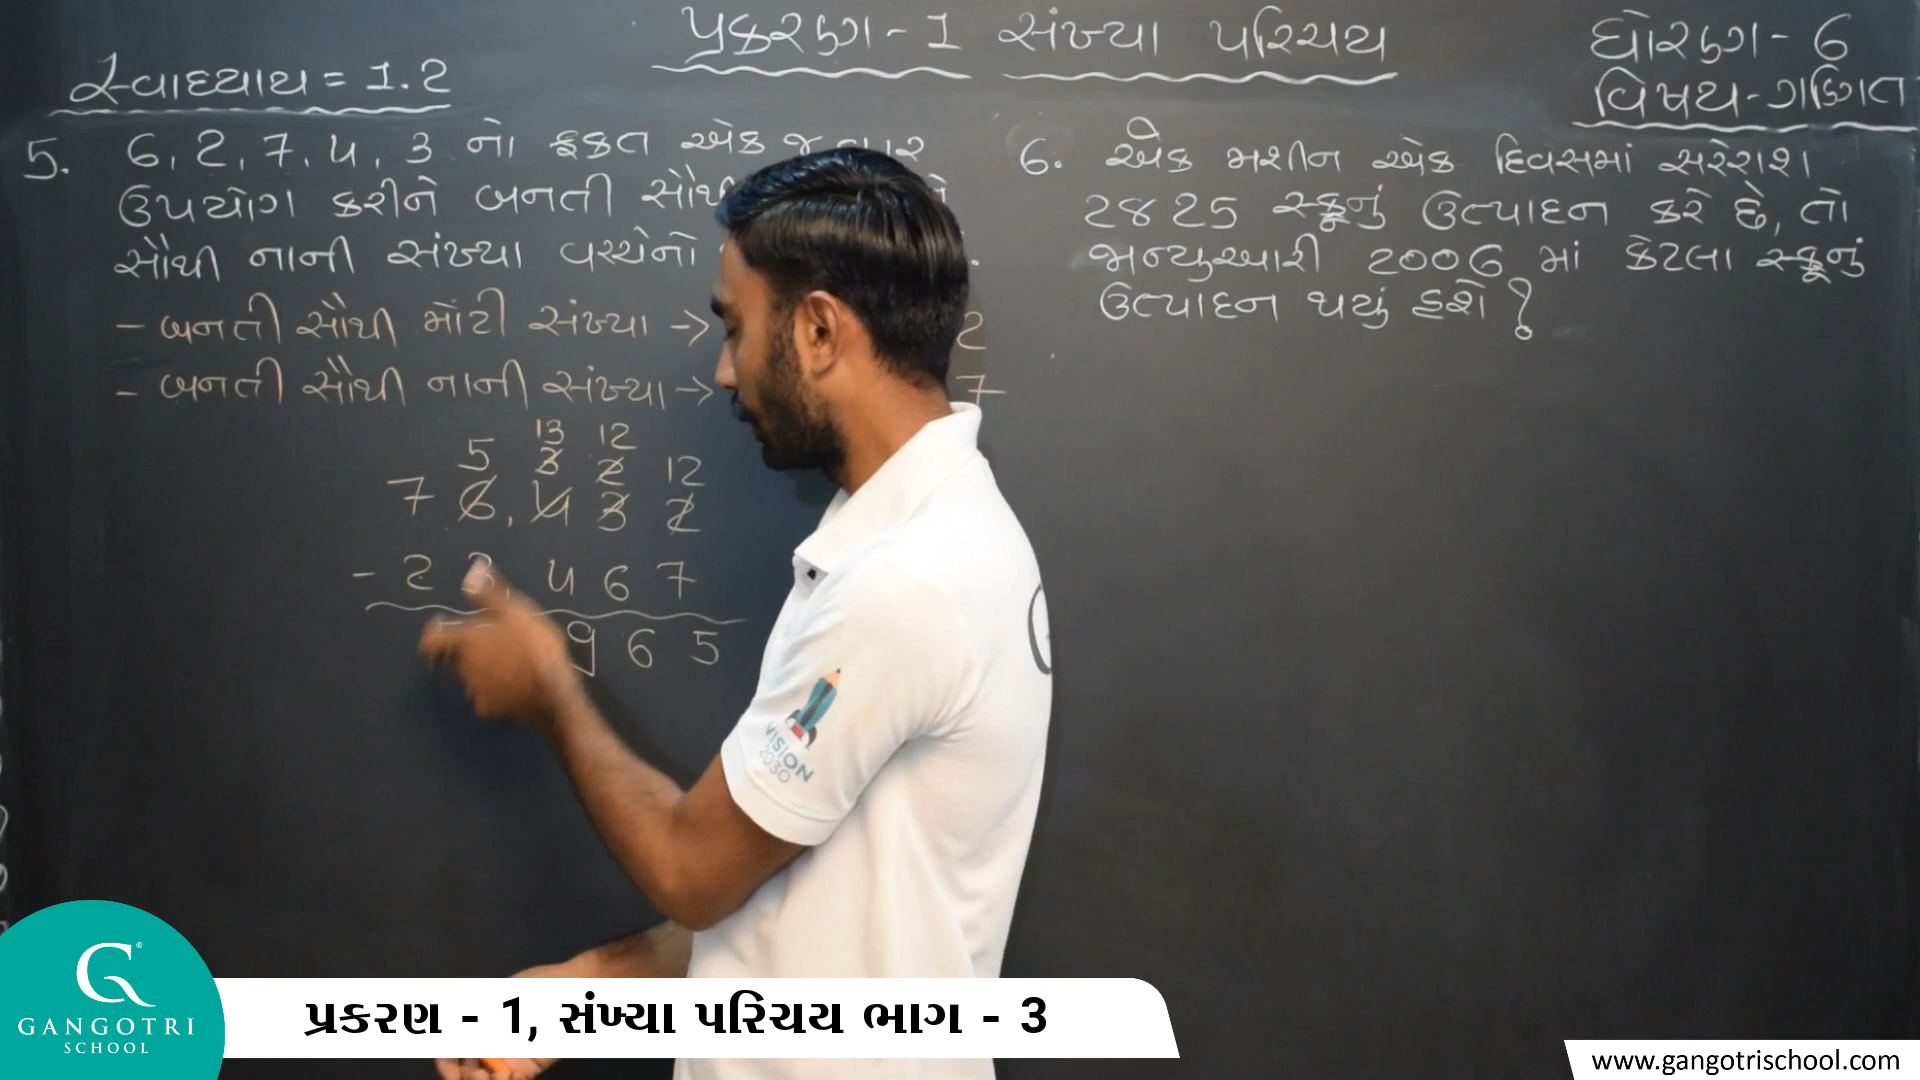 પ્રકરણ-1 સંખ્યા પરિચય
ધોરણ-6
વિષય-ગણિત
સ્વાધ્યાય = 1.2
5. 6, 2, 7, 4, 3 નો ફક્ત એક જ
ઉપયોગ કરીને બનતી
સૌથી નાની સંખ્યા વચ્ચેનો
- બનતી સૌથી મોટી સંખ્યા → 2
- બનતી સૌથી નાની સંખ્યા → 7
13 12
5 3 2 12
7 6, 4 3 2
- 2 3, 4 6 7
9 6 5
6. એક મશીન એક દિવસમાં સરેરાશ
2825 સ્ક્રૂનું ઉત્પાદન કરે છે, તો
જાન્યુઆરી 2006 માં કેટલા સ્ક્રૂનું
ઉત્પાદન થયું હશે ?
VISION
2030
G
GANGOTRI
SCHOOL
પ્રકરણ - 1, સંખ્યા પરિચય ભાગ - 3
www.gangotrischool.com